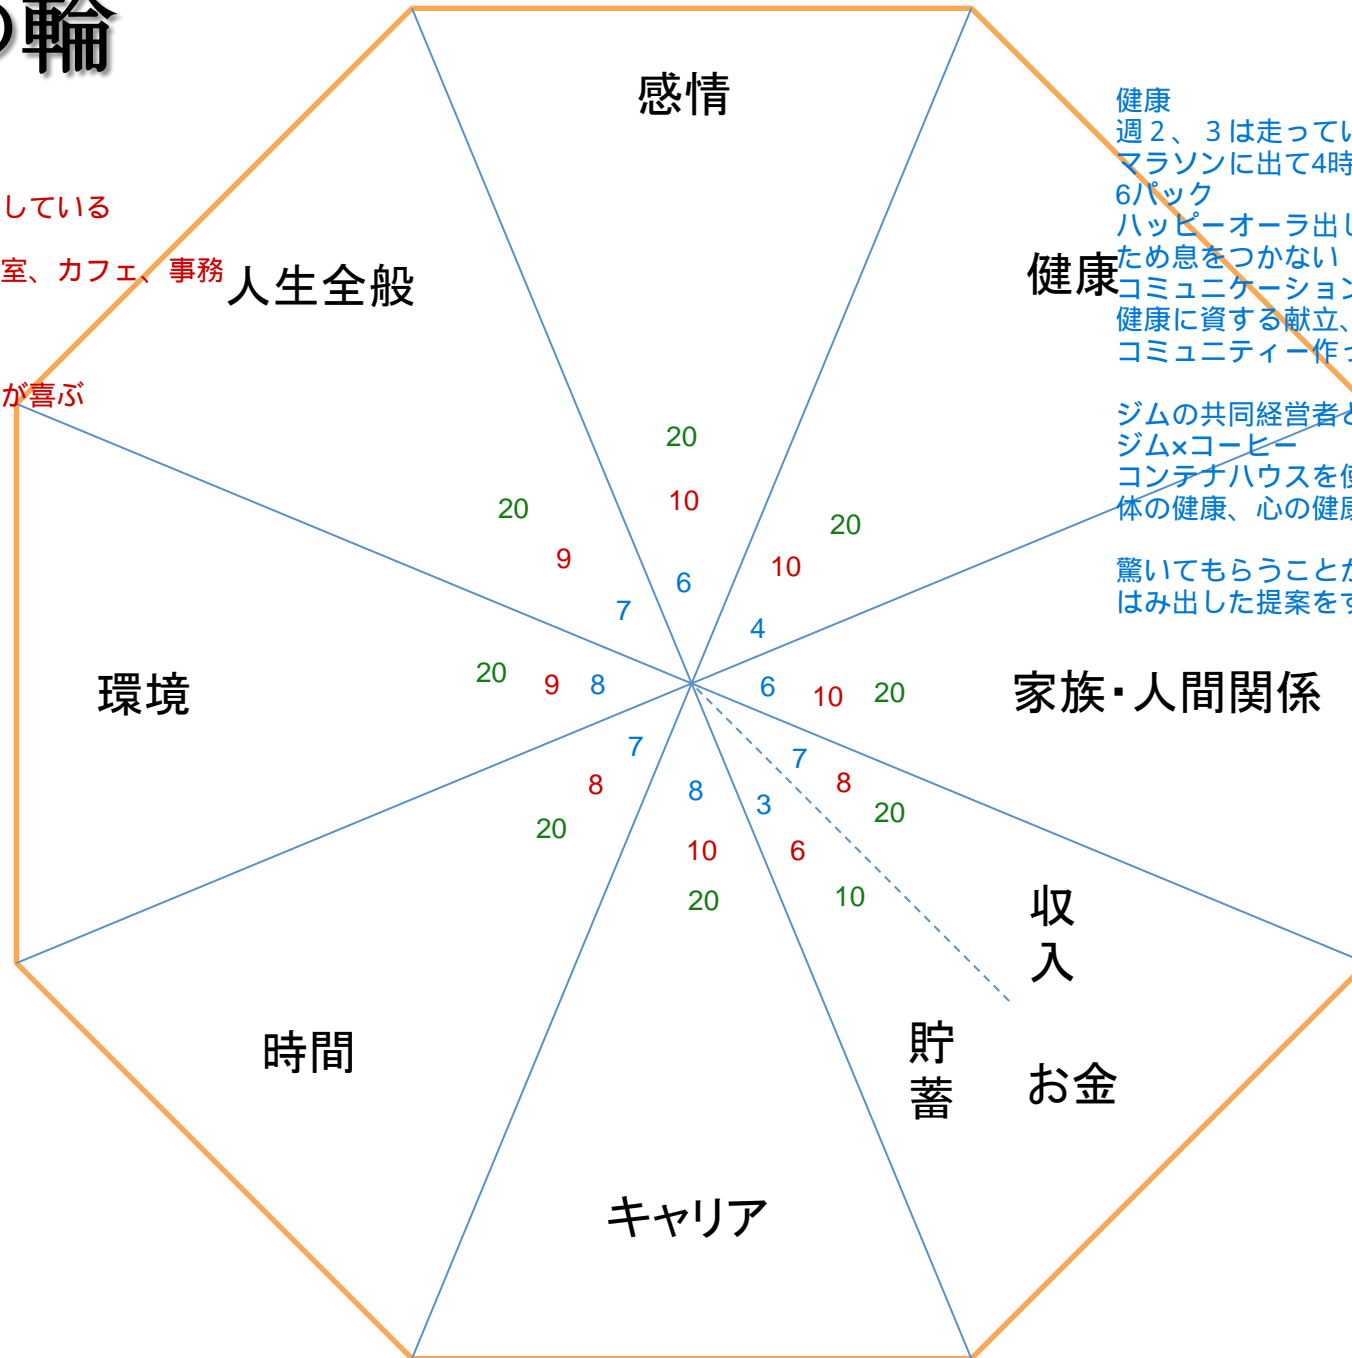 の輪
感情
健康
週2、3は走ってい
マラソンに出て4時
6パック
ハッピーオーラ出し
ため息をつかない
コミュニケーション
健康に資する献立、
コミュニティー作っ
ジムの共同経営者と
ジム×コーヒー
コンテナハウスを使
体の健康、心の健康
驚いてもらうことか
はみ出した提案をす
している
室、カフェ、事務
が喜ぶ
人生全般
健康
20
10
6
20
9
7
20
10
4
環境
20
9
8
6
10
20
家族・人間関係
7
8
20
8
10
20
3
6
10
7
8
20
収
入
貯
蓄
お金
時間
キャリア